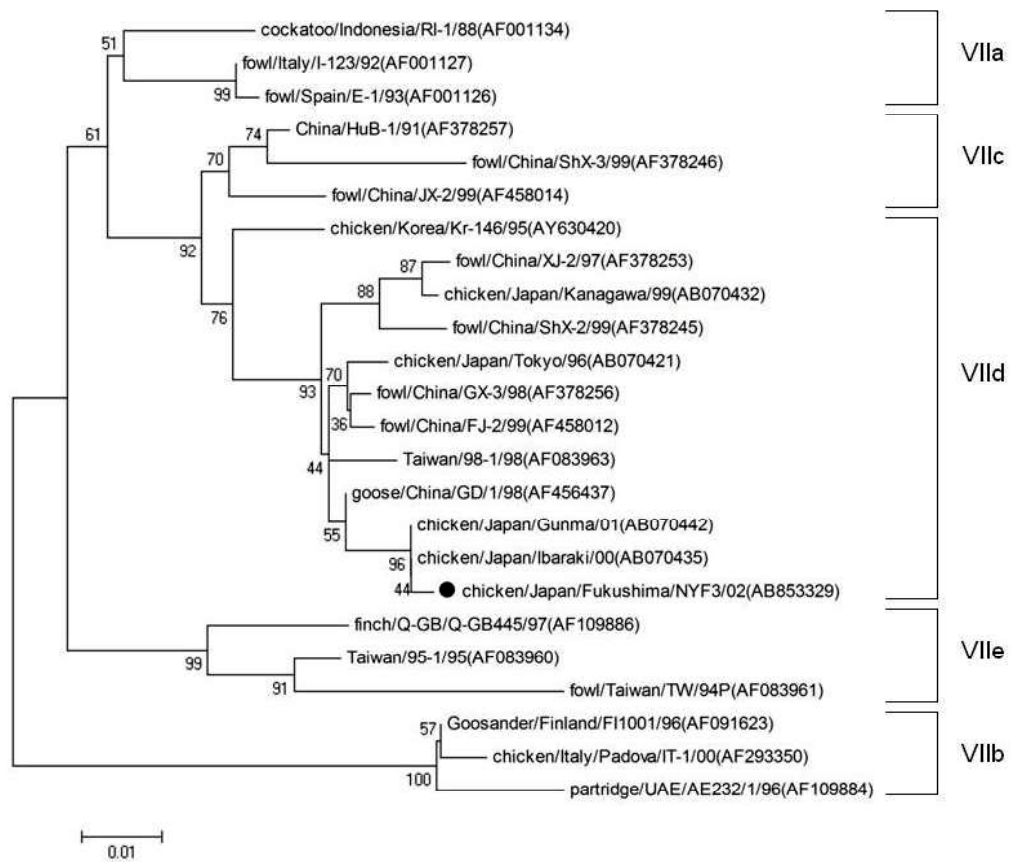 cockatoo/Indonesia/RI-1/88(AF001134)
51
fowl/Italy/I-123/92(AF001127)
VIIa
99
fowl/Spain/E-1/93(AF001126)
61
China/HuB-1/91(AF378257)
74
70
fowl/China/ShX-3/99(AF378246)
VIIc
fowl/China/JX-2/99(AF458014)
92
chicken/Korea/Kr-146/95(AY630420)
76
fowl/China/XJ-2/97(AF378253)
87
88
chicken/Japan/Kanagawa/99(AB070432)
fowl/China/ShX-2/99(AF378245)
chicken/Japan/Tokyo/96(AB070421)
VIId
93
70
fowl/China/GX-3/98(AF378256)
36
fowl/China/FJ-2/99(AF458012)
44
Taiwan/98-1/98(AF083963)
goose/China/GD/1/98(AF456437)
55
chicken/Japan/Gunma/01(AB070442)
96
chicken/Japan/Ibaraki/00(AB070435)
44
chicken/Japan/Fukushima/NYF3/02(AB853329)
finch/Q-GB/Q-GB445/97(AF109886)
99
Taiwan/95-1/95(AF083960)
VIIe
91
fowl/Taiwan/TW/94P(AF083961)
57
Goosander/Finland/FI1001/96(AF091623)
chicken/Italy/Padova/IT-1/00(AF293350)
VIIb
100
partridge/UAE/AE232/1/96(AF109884)
0.01